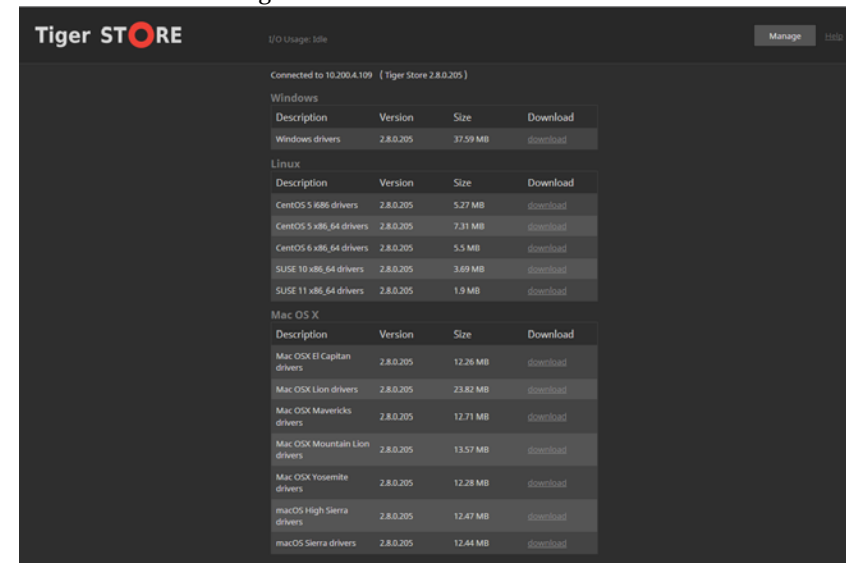 Tiger STORE
I/O Usage: Idle
Manage
Help
Connected to 10.200.4.109 ( Tiger Store 2.8.0.205 )
Windows
Description Version Size Download
Windows drivers 2.8.0.205 37.59 MB download
Linux
Description Version Size Download
CentOS 5 i686 drivers 2.8.0.205 5.27 MB download
CentOS 5 x86_64 drivers 2.8.0.205 7.31 MB download
CentOS 6 x86_64 drivers 2.8.0.205 5.5 MB download
SUSE 10 x86_64 drivers 2.8.0.205 3.69 MB download
SUSE 11 x86_64 drivers 2.8.0.205 1.9 MB download
Mac OS X
Description Version Size Download
Mac OSX El Capitan
drivers 2.8.0.205 12.26 MB download
Mac OSX Lion drivers 2.8.0.205 23.82 MB download
Mac OSX Mavericks
drivers 2.8.0.205 12.71 MB download
Mac OSX Mountain Lion
drivers 2.8.0.205 13.57 MB download
Mac OSX Yosemite
drivers 2.8.0.205 12.28 MB download
macOS High Sierra
drivers 2.8.0.205 12.47 MB download
macOS Sierra drivers 2.8.0.205 12.44 MB download